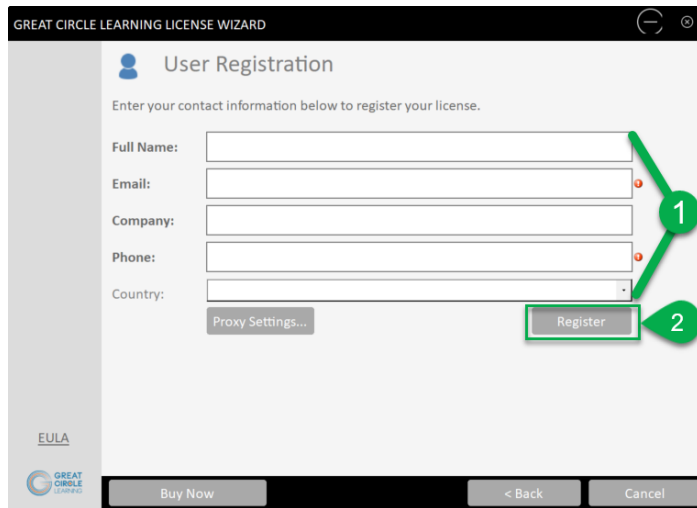 GREAT CIRCLE LEARNING LICENSE WIZARD
User Registration
Enter your contact information below to register your license.
Full Name:
Email:
1
Company:
Phone:
Country:
Proxy Settings...
Register
2
EULA
GREAT
CIRCLE
LEARNING
Buy Now
< Back
Cancel